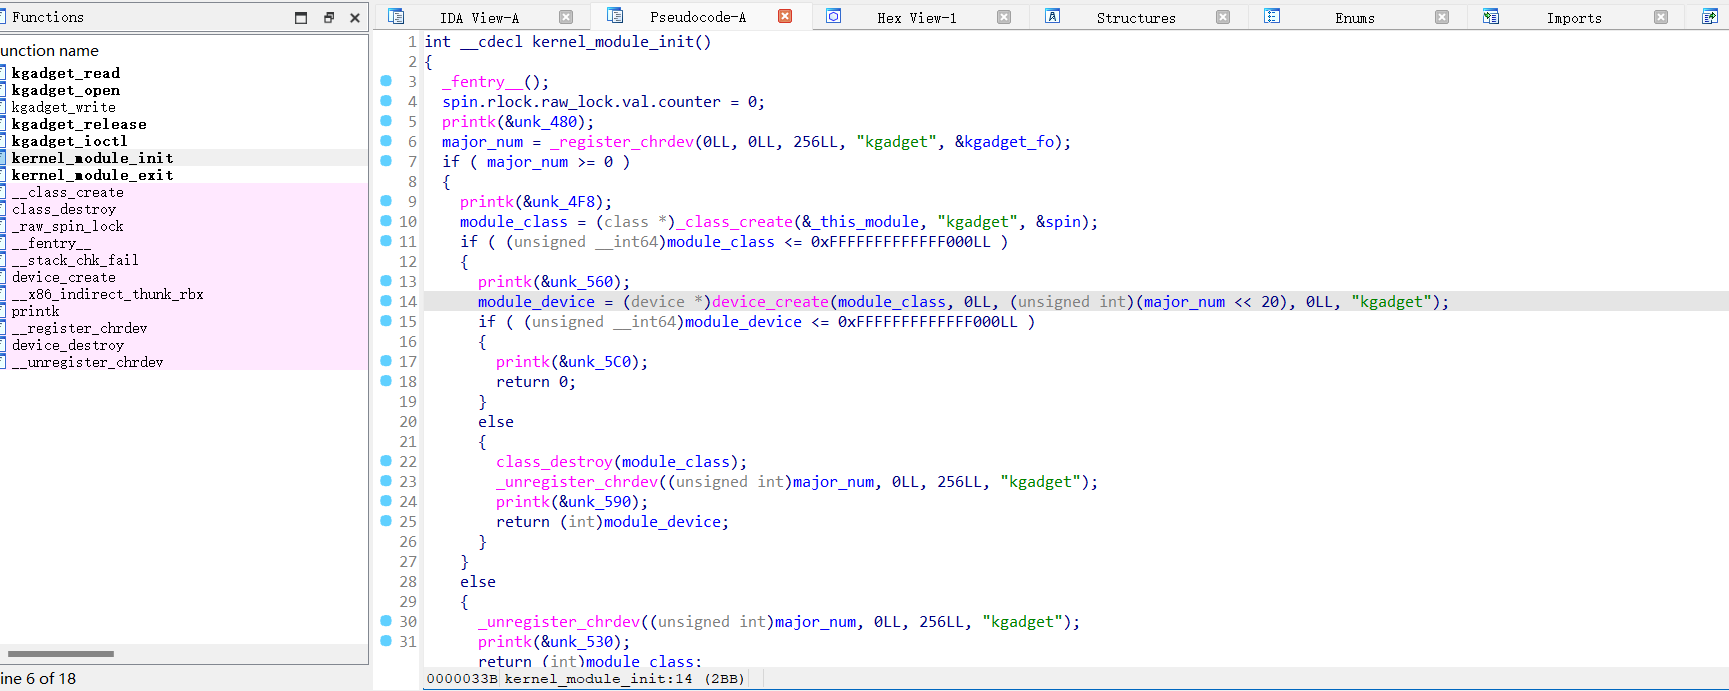 Functions
unction name
kgadget_read
kgadget_open
kgadget_write
kgadget_release
kgadget_ioctl
kernel_module_init
kernel_module_exit
__class_create
class_destroy
_raw_spin_lock
__fentry__
__stack_chk_fail
device_create
__x86_indirect_thunk_rbx
printk
__register_chrdev
device_destroy
__unregister_chrdev
ine 6 of 18
IDA View-A
Pseudocode-A
Hex View-1
Structures
Enums
Imports
1 int __cdecl kernel_module_init()
2 {
3 _fentry__();
4 spin.rlock.raw_lock.val.counter = 0;
5 printk(&unk_480);
6 major_num = _register_chrdev(0LL, 0LL, 256LL, "kgadget", &kgadget_fo);
7 if ( major_num >= 0 )
8 {
9 printk(&unk_4F8);
10 module_class = (class *)_class_create(&_this_module, "kgadget", &spin);
11 if ( (unsigned __int64)module_class <= 0xFFFFFFFFFFFFF000LL )
12 {
13 printk(&unk_560);
14 module_device = (device *)device_create(module_class, 0LL, (unsigned int)(major_num << 20), 0LL, "kgadget");
15 if ( (unsigned __int64)module_device <= 0xFFFFFFFFFFFFF000LL )
16 {
17 printk(&unk_5C0);
18 return 0;
19 }
20 else
21 {
22 class_destroy(module_class);
23 _unregister_chrdev((unsigned int)major_num, 0LL, 256LL, "kgadget");
24 printk(&unk_590);
25 return (int)module_device;
26 }
27 }
28 else
29 {
30 _unregister_chrdev((unsigned int)major_num, 0LL, 256LL, "kgadget");
31 printk(&unk_530);
return (int)module_class;
0000033B kernel_module_init:14 (2BB)